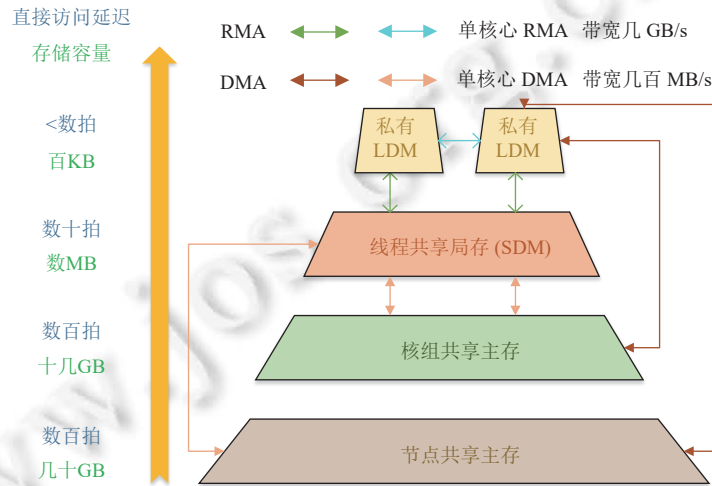 直接访问延迟
存储容量
RMA 单核心 RMA 带宽几 GB/s
DMA 单核心 DMA 带宽几百 MB/s
<数拍
百KB
私有
LDM
私有
LDM
数十拍
数MB
线程共享局存 (SDM)
数百拍
十几GB
核组共享主存
数百拍
几十GB
节点共享主存